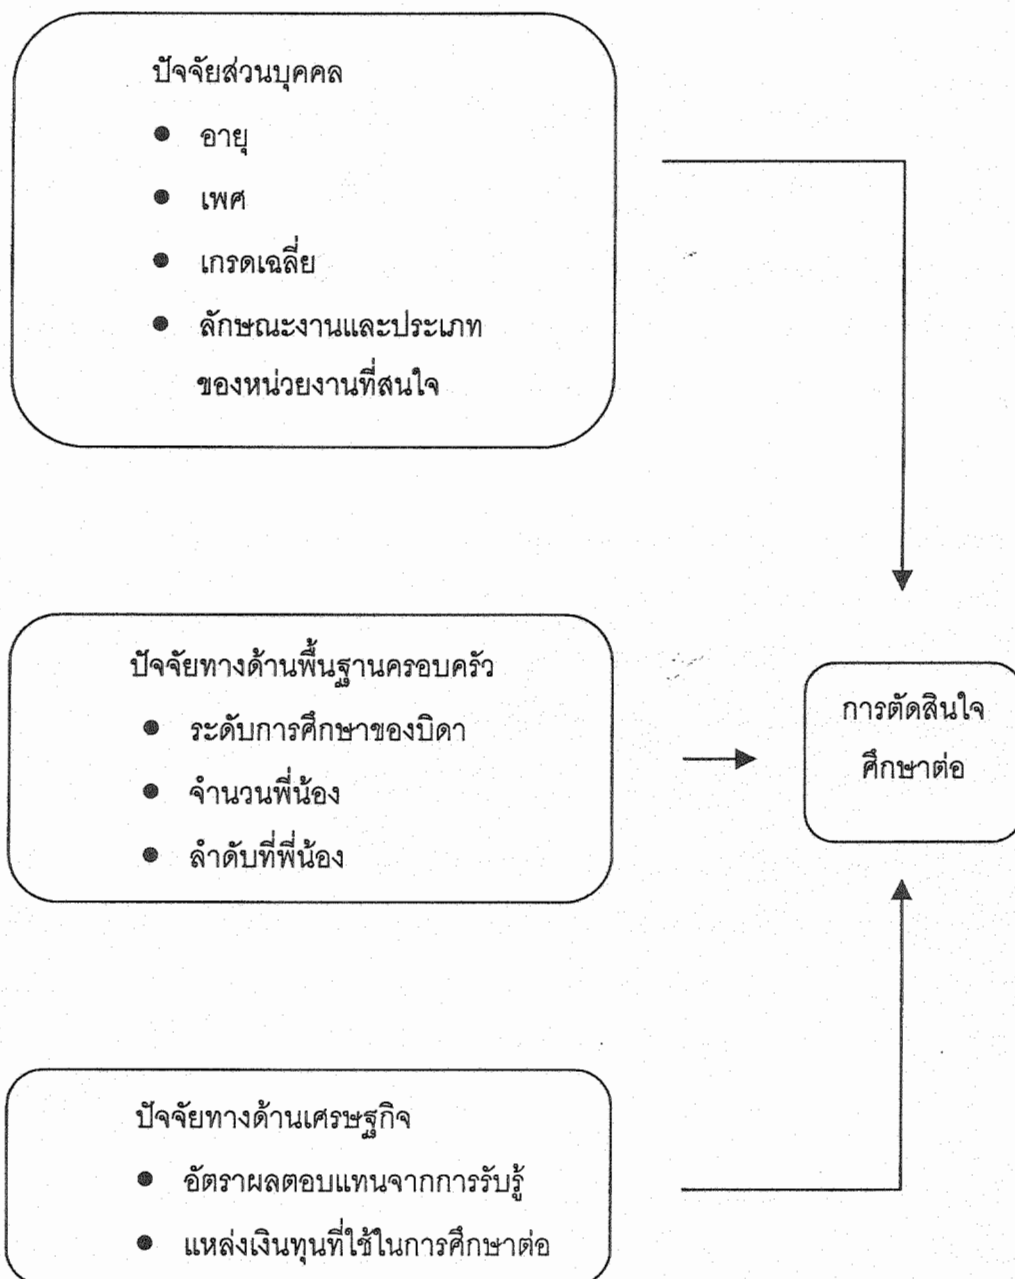 ปัจจัยส่วนบุคคล
● อายุ
● เพศ
● เกรดเฉลี่ย
● ลักษณะงานและประเภท
ของหน่วยงานที่สนใจ
ปัจจัยทางด้านพื้นฐานครอบครัว
● ระดับการศึกษาของบิดา
● จำนวนพี่น้อง
● ลำดับที่พี่น้อง
การตัดสินใจ
ศึกษาต่อ
ปัจจัยทางด้านเศรษฐกิจ
● อัตราผลตอบแทนจากการรับรู้
● แหล่งเงินทุนที่ใช้ในการศึกษาต่อ